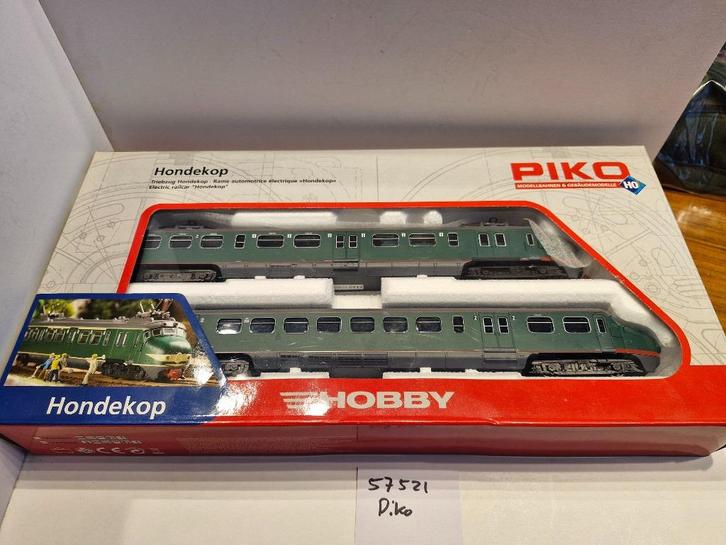 Hondekop
Triebzug Hondekop · Rame automotrice électrique «Hondekop»
Electric railcar "Hondekop"
PIKO
MODELLBAHNEN & GEBÄUDEMODELLE
H0
Hondekop
HOBBY
57521
Piko